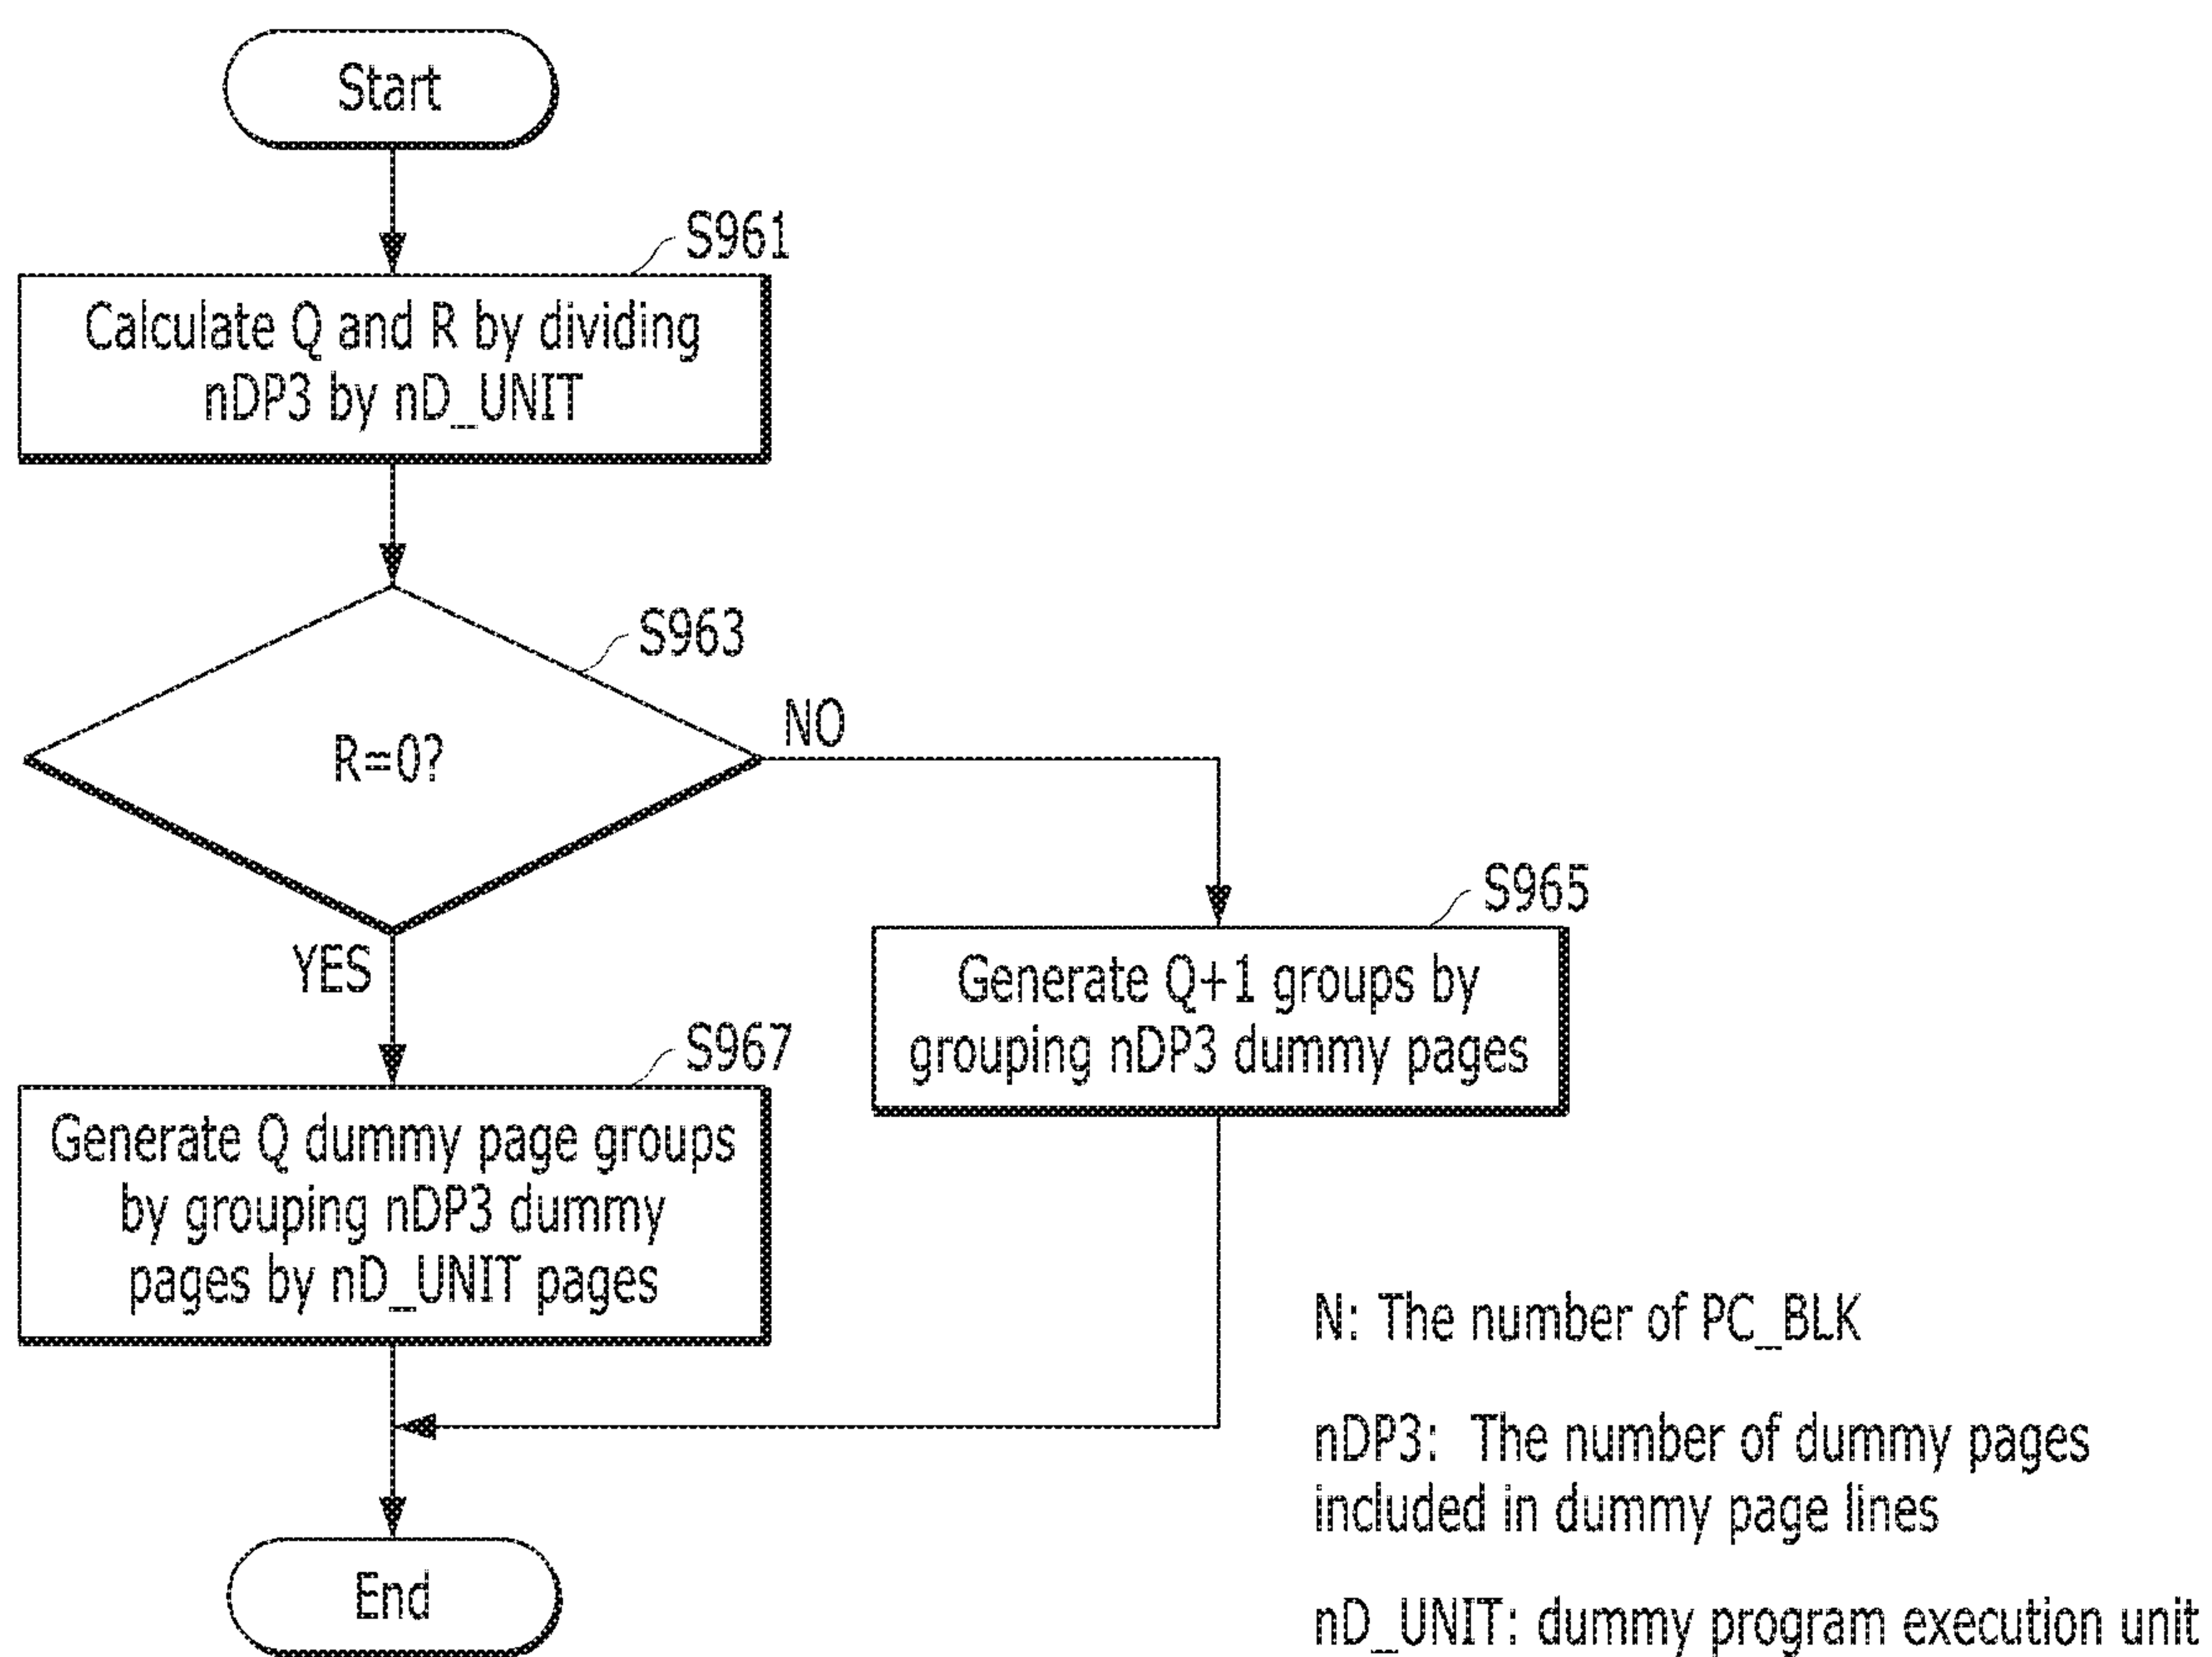 Start
S961
Calculate Q and R by dividing
nDP3 by nD_UNIT
S963
R=0?
NO
YES
S965
Generate Q+1 groups by
grouping nDP3 dummy pages
S967
Generate Q dummy page groups
by grouping nDP3 dummy
pages by nD_UNIT pages
End
N: The number of PC_BLK
nDP3: The number of dummy pages
included in dummy page lines
nD_UNIT: dummy program execution unit